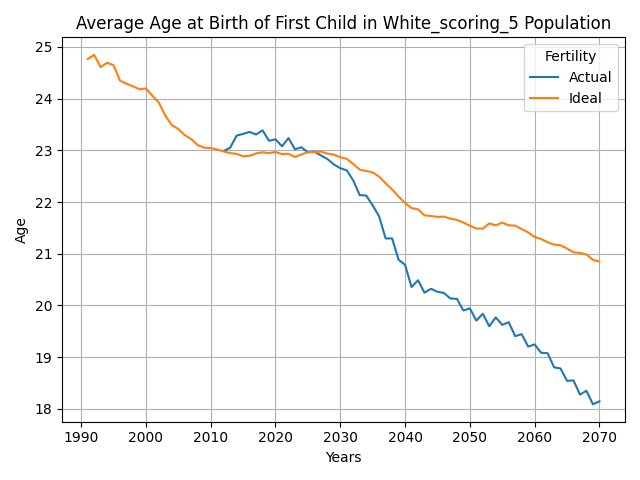 Average Age at Birth of First Child in White_scoring_5 Population
Fertility
Actual
Ideal
Age
25
24
23
22
21
20
19
18
1990 2000 2010 2020 2030 2040 2050 2060 2070
Years